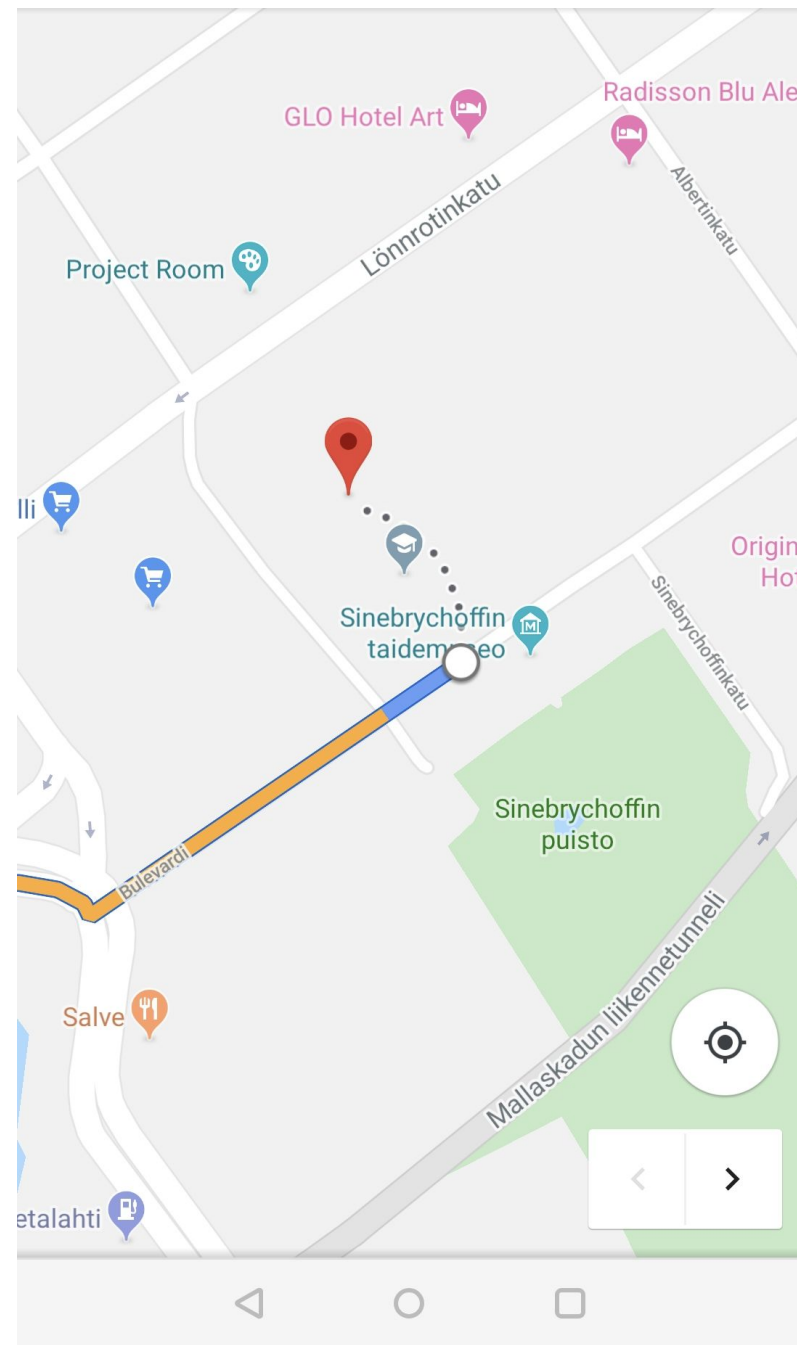 Radisson Blu Ale
GLO Hotel Art
Albertinkatu
Lönnrotinkatu
Project Room
lli
Origin
Hot
Sinebrychoffin
taidemuseo
Sinebrychoffinkatu
Sinebrychoffin
puisto
Bulevardi
Mallaskadun liikennetunneli
Salve
etalahti